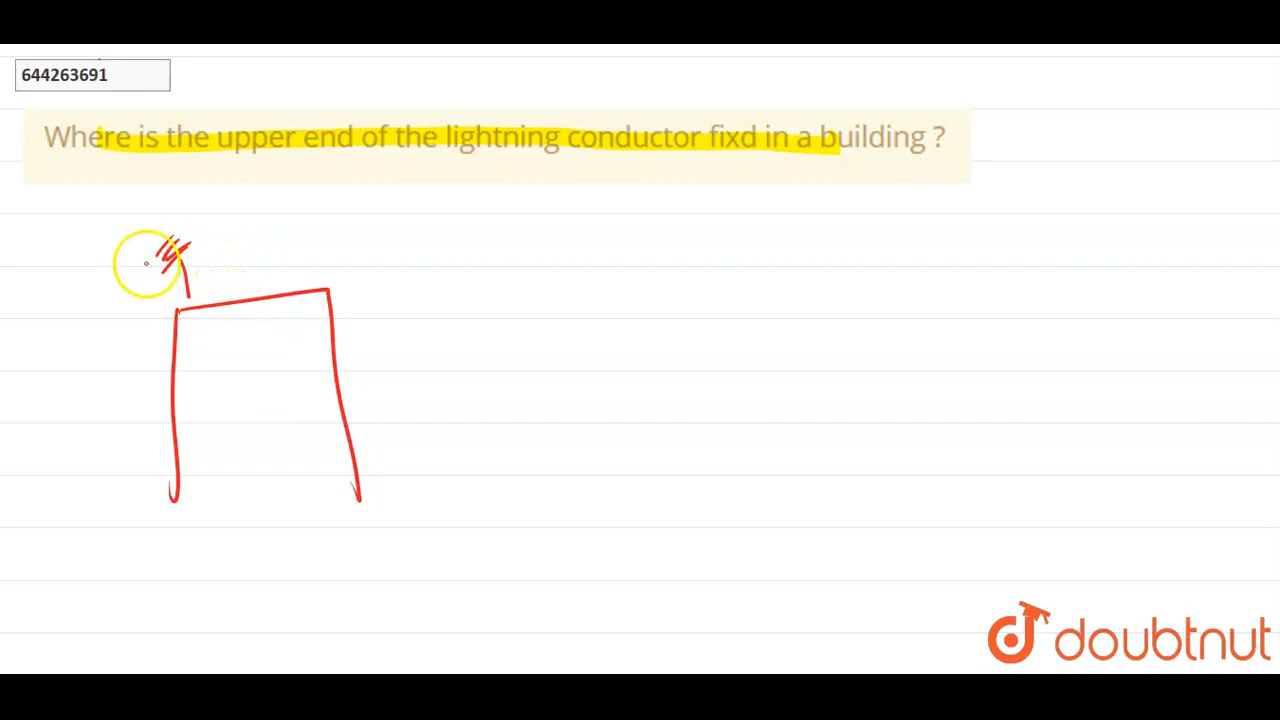 644263691
Where is the upper end of the lightning conductor fixd in a building ?
doubtnut